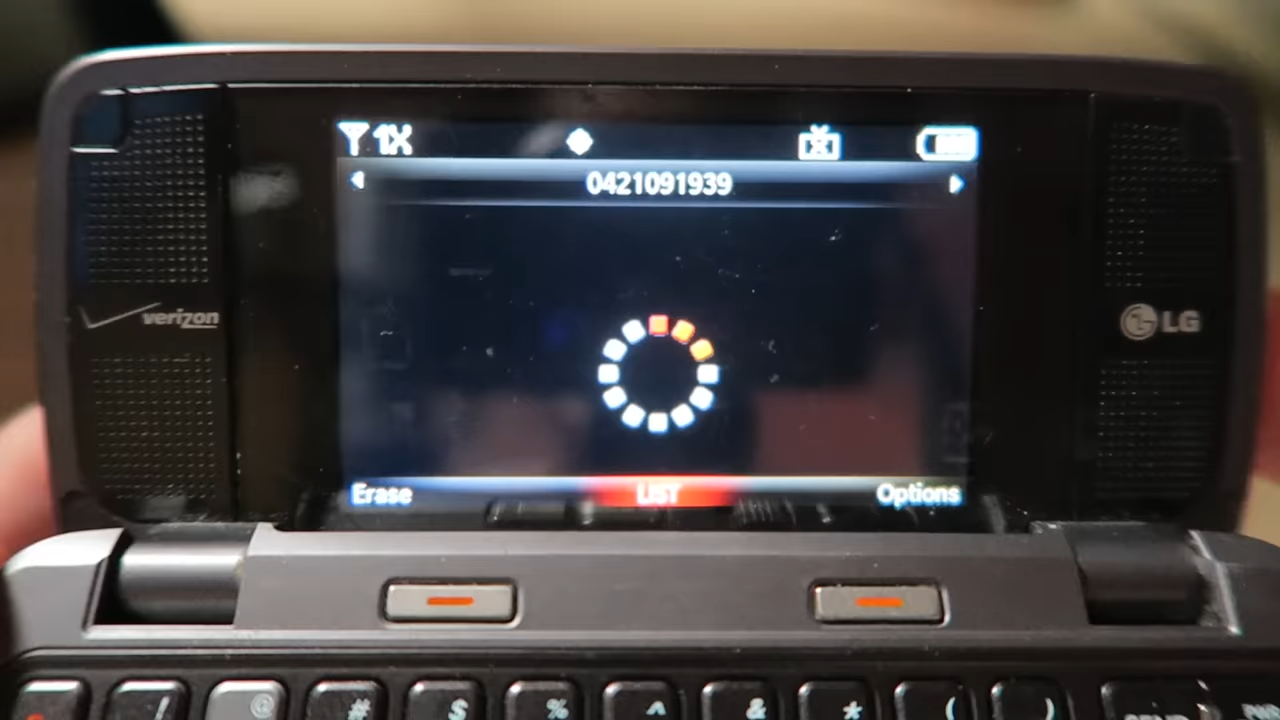 1X
0421091939
verizon
LG
Erase LIST Options
@ # $ % ^ & * ( )